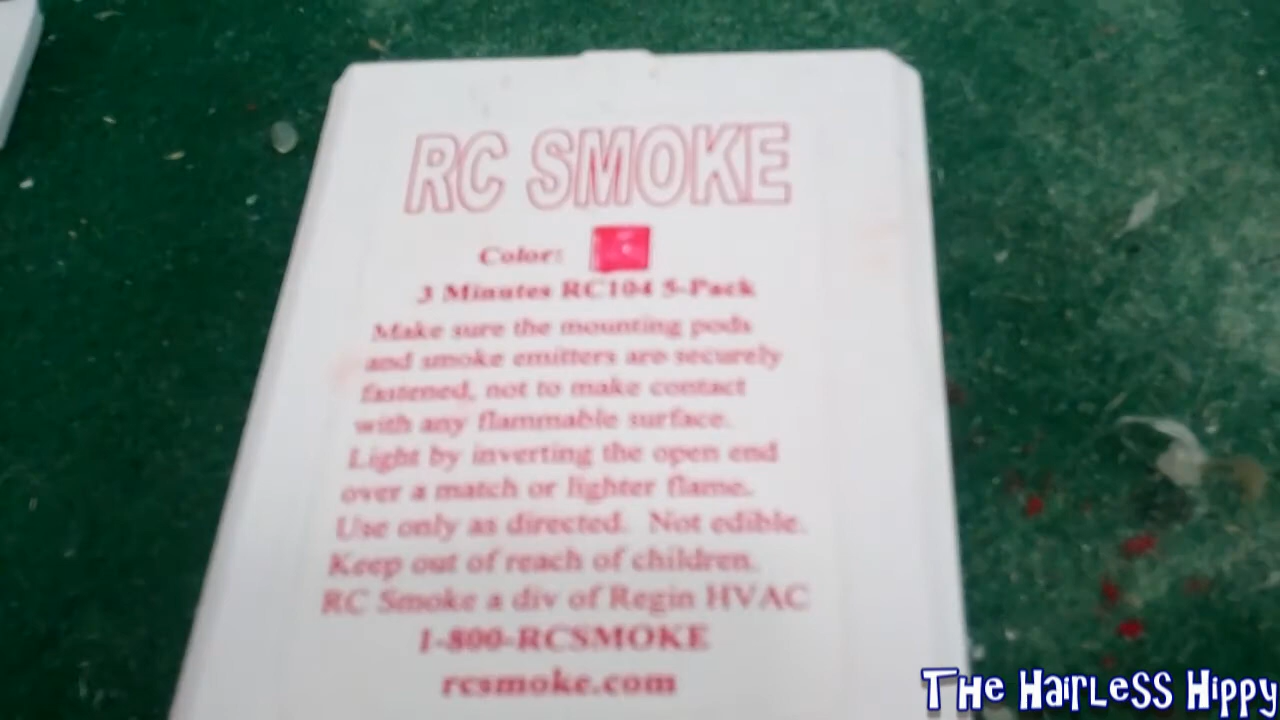 RC SMOKE
Color:
3 Minutes RC104 5-Pack
Make sure the mounting pods
and smoke emitters are securely
fastened, not to make contact
with any flammable surface.
Light by inverting the open end
over a match or lighter flame.
Use only as directed. Not edible.
Keep out of reach of children.
RC Smoke a div of Regin HVAC
1-800-RCSMOKE
rcsmoke.com
The Hairless Hippy